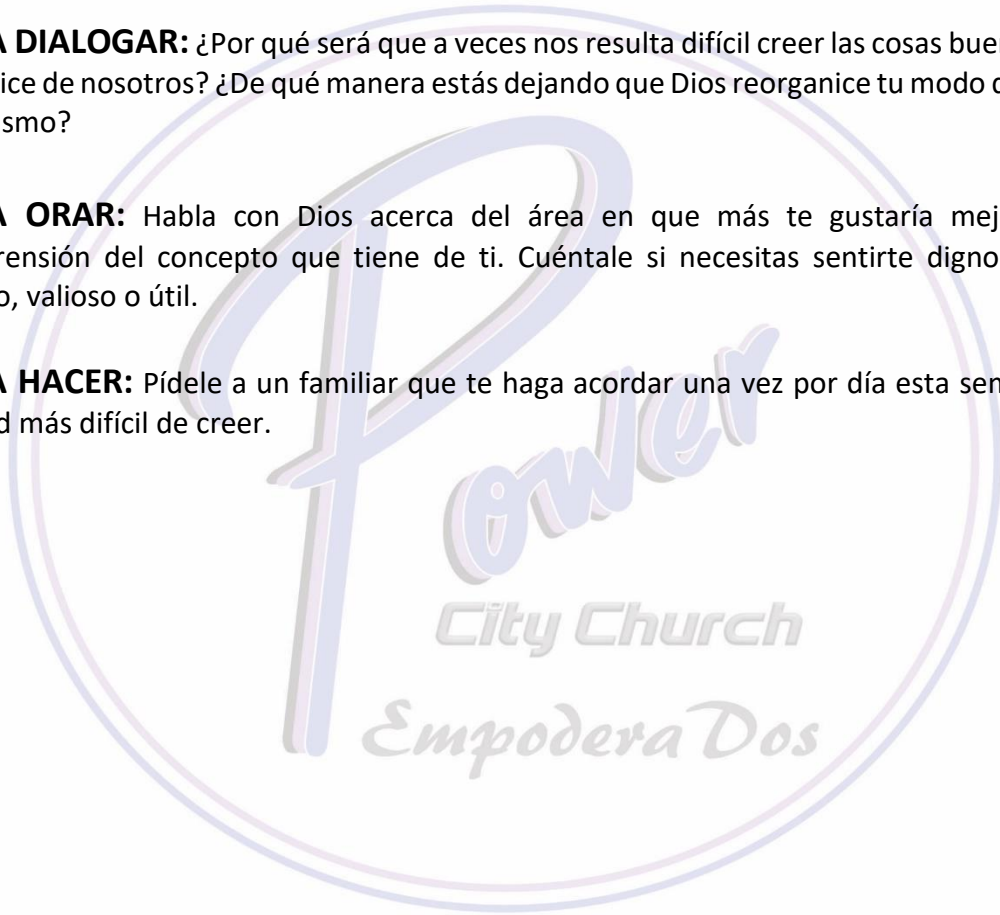 A DIALOGAR: ¿Por qué será que a veces nos resulta difícil creer las cosas buen
ice de nosotros? ¿De qué manera estás dejando que Dios reorganice tu modo d
ismo?
A ORAR: Habla con Dios acerca del área en que más te gustaría mej
rensión del concepto que tiene de ti. Cuéntale si necesitas sentirte digno
o, valioso o útil.
A HACER: Pídele a un familiar que te haga acordar una vez por día esta sem
d más difícil de creer.
Power
City Church
EmpoderaDos